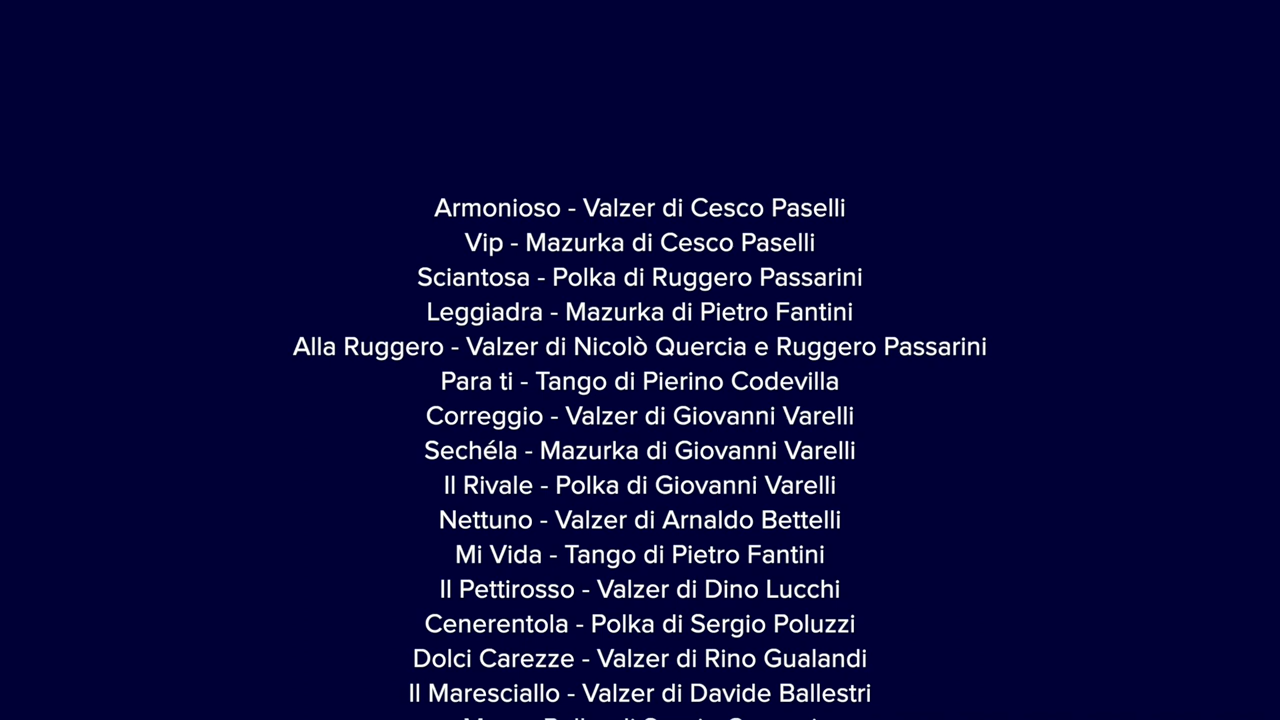 Armonioso - Valzer di Cesco Paselli
Vip - Mazurka di Cesco Paselli
Sciantosa - Polka di Ruggero Passarini
Leggiadra - Mazurka di Pietro Fantini
Alla Ruggero - Valzer di Nicolò Quercia e Ruggero Passarini
Para ti - Tango di Pierino Codevilla
Correggio - Valzer di Giovanni Varelli
Sechéla - Mazurka di Giovanni Varelli
Il Rivale - Polka di Giovanni Varelli
Nettuno - Valzer di Arnaldo Bettelli
Mi Vida - Tango di Pietro Fantini
Il Pettirosso - Valzer di Dino Lucchi
Cenerentola - Polka di Sergio Poluzzi
Dolci Carezze - Valzer di Rino Gualandi
Il Maresciallo - Valzer di Davide Ballestri